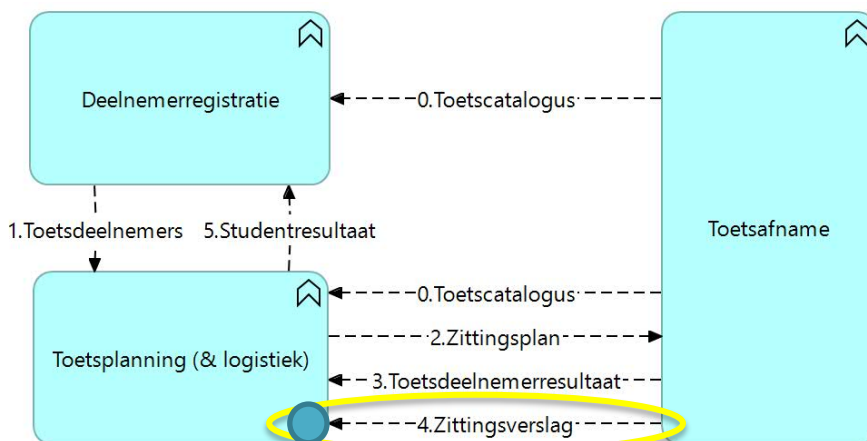 Deelnemerregistratie
0.Toetscatalogus
1.Toetsdeelnemers
5.Studentresultaat
Toetsafname
0.Toetscatalogus
2.Zittingsplan
Toetsplanning (& logistiek)
3.Toetsdeelnemerresultaat
4.Zittingsverslag